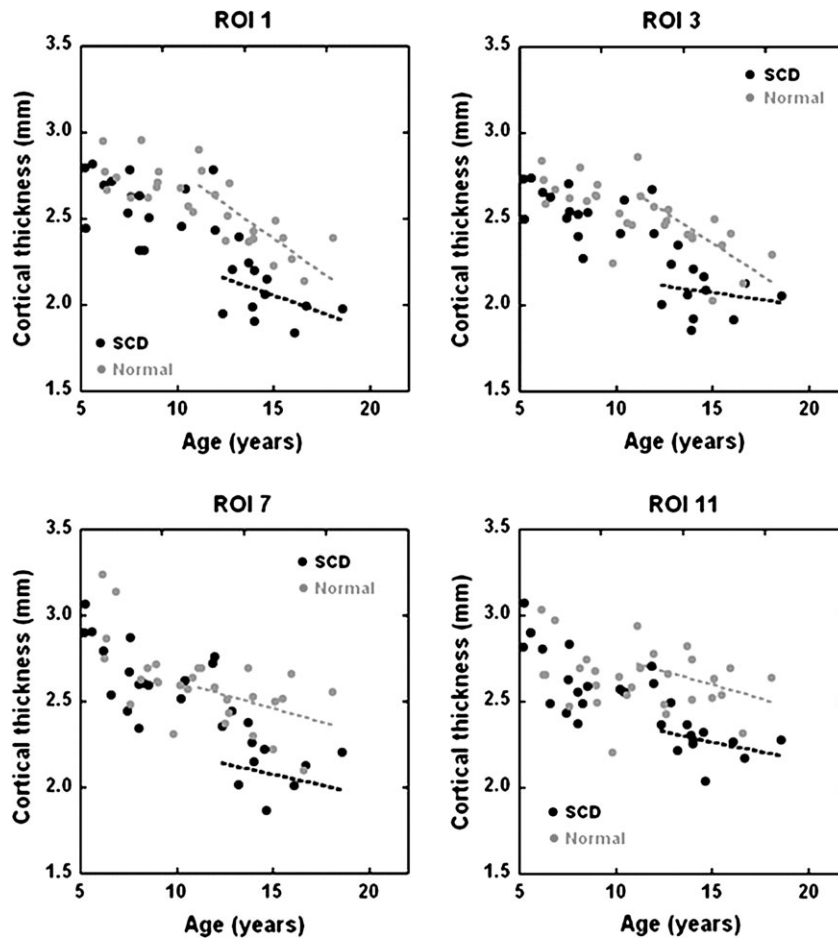 ROI 1
3.5
3.0
2.5
2.0
1.5
Cortical thickness (mm)
SCD
Normal
5 10 15 20
Age (years)
ROI 3
3.5
3.0
2.5
2.0
1.5
Cortical thickness (mm)
SCD
Normal
5 10 15 20
Age (years)
ROI 7
3.5
3.0
2.5
2.0
1.5
Cortical thickness (mm)
SCD
Normal
5 10 15 20
Age (years)
ROI 11
3.5
3.0
2.5
2.0
1.5
Cortical thickness (mm)
SCD
Normal
5 10 15 20
Age (years)